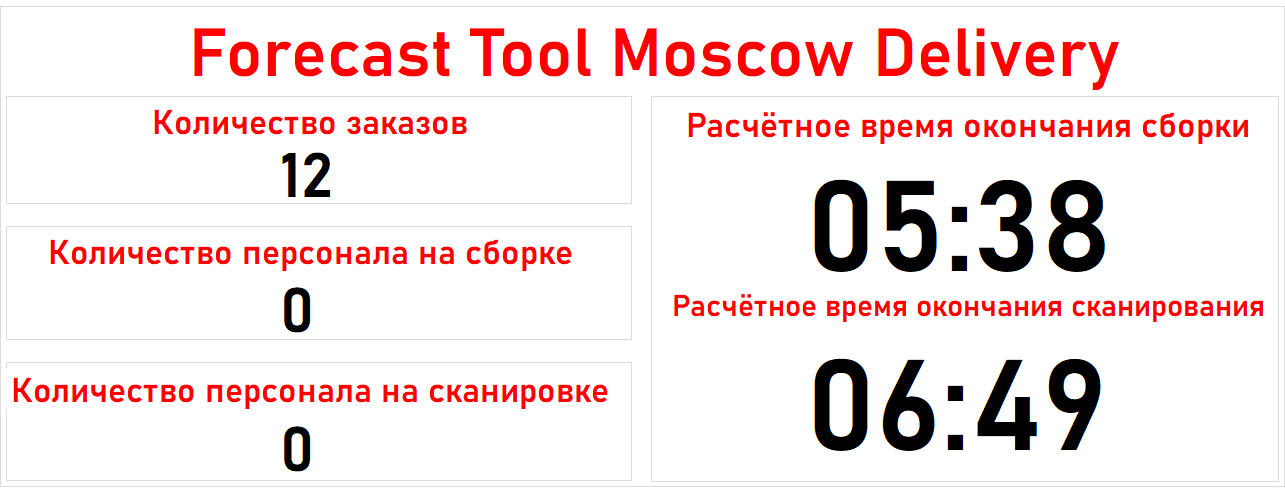 Forecast Tool Moscow Delivery
Количество заказов
12
Количество персонала на сборке
0
Количество персонала на сканировке
0
Расчётное время окончания сборки
05:38
Расчётное время окончания сканирования
06:49